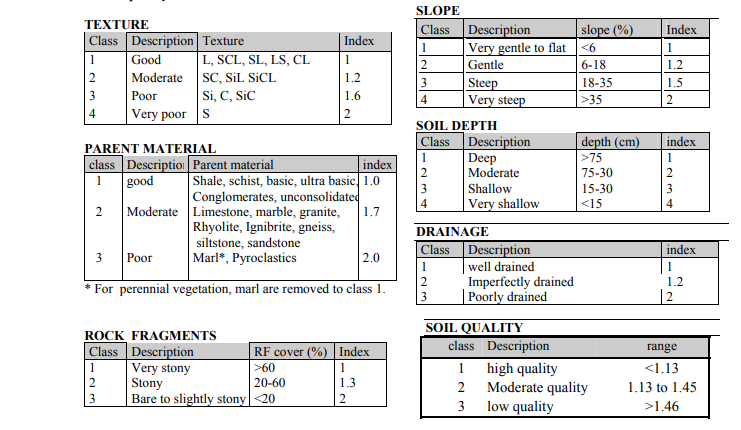 TEXTURE
Class Description Texture Index
1 Good L, SCL, SL, LS, CL 1
2 Moderate SC, SiL SiCL 1.2
3 Poor Si, C, SiC 1.6
4 Very poor S 2
PARENT MATERIAL
class Descriptio Parent material index
1 good Shale, schist, basic, ultra basic, 1.0
Conglomerates, unconsolidated
2 Moderate Limestone, marble, granite, 1.7
Rhyolite, Ignibrite, gneiss,
siltstone, sandstone
3 Poor Marl*, Pyroclastics 2.0
* For perennial vegetation, marl are removed to class 1.
ROCK FRAGMENTS
Class Description RF cover (%) Index
1 Very stony >60 1
2 Stony 20-60 1.3
3 Bare to slightly stony <20 2
SLOPE
Class Description slope (%) Index
1 Very gentle to flat <6 1
2 Gentle 6-18 1.2
3 Steep 18-35 1.5
4 Very steep >35 2
SOIL DEPTH
Class Description depth (cm) index
1 Deep >75 1
2 Moderate 75-30 2
3 Shallow 15-30 3
4 Very shallow <15 4
DRAINAGE
Class Description index
1 well drained 1
2 Imperfectly drained 1.2
3 Poorly drained 2
SOIL QUALITY
class Description range
1 high quality <1.13
2 Moderate quality 1.13 to 1.45
3 low quality >1.46